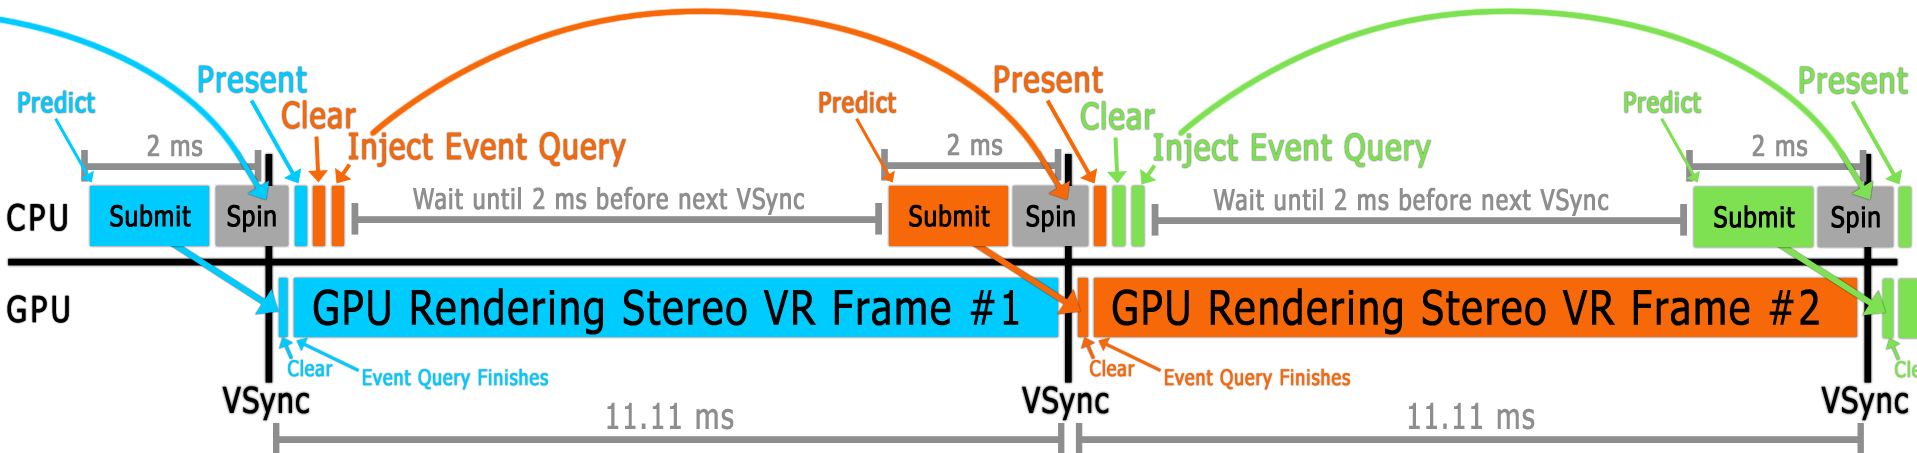 Present
Present
Present
Predict
Clear
Predict
Clear
Predict
2 ms
Inject Event Query
2 ms
Inject Event Query
2 ms
Wait until 2 ms before next VSync
Wait until 2 ms before next VSync
CPU
Submit
Spin
Submit
Spin
Submit
Spin
GPU
GPU Rendering Stereo VR Frame #1
GPU Rendering Stereo VR Frame #2
Clear
Event Query Finishes
Clear
Event Query Finishes
Cle
VSync
VSync
VSync
11.11 ms
11.11 ms